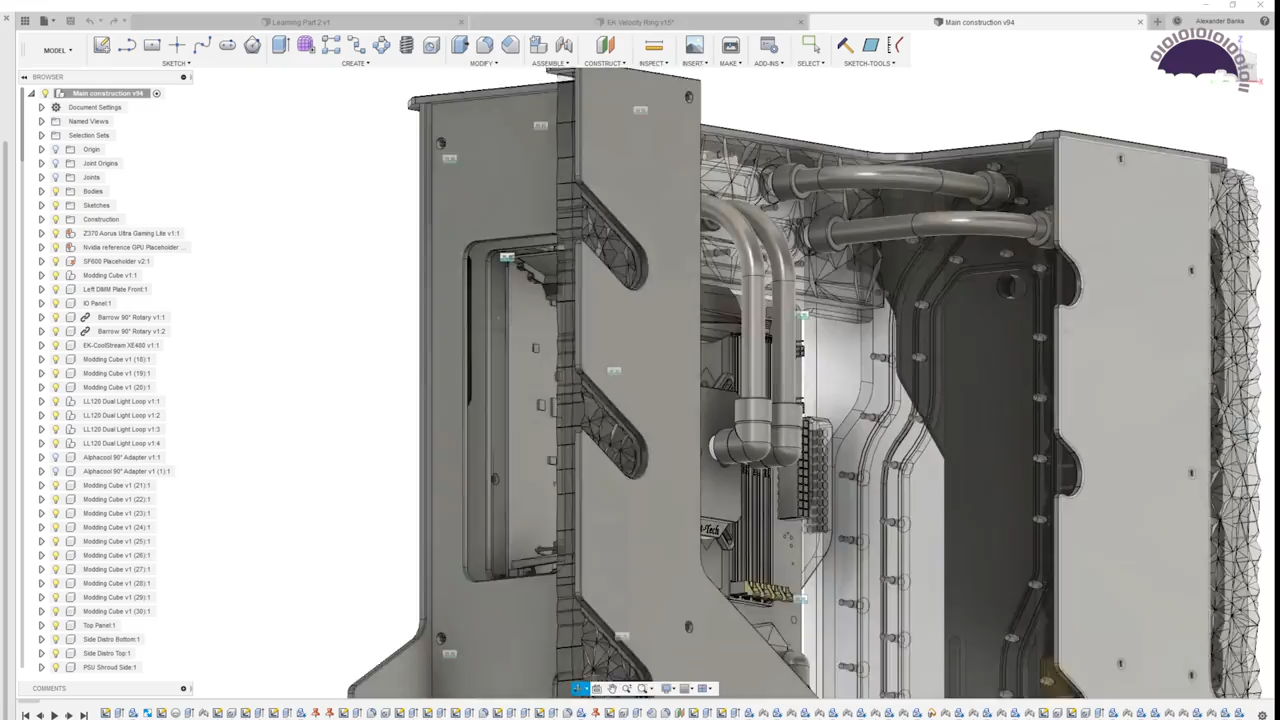 Learning Part 2 v1
EK Velocity Ring v15*
Main construction v94
Alexander Banks
MODEL
SKETCH
CREATE
MODIFY
ASSEMBLE
CONSTRUCT
INSPECT
INSERT
MAKE
ADD-INS
SELECT
SKETCH-TOOLS
BROWSER
Main construction v94
Document Settings
Named Views
Selection Sets
Origin
Joint Origins
Joints
Bodies
Sketches
Construction
Z370 Aorus Ultra Gaming Lite v1:1
Nvidia reference GPU Placeholder ...
SF600 Placeholder v2:1
Modding Cube v1:1
Left DIMM Plate Front:1
IO Panel:1
Barrow 90° Rotary v1:1
Barrow 90° Rotary v1:2
EK-CoolStream XE480 v1:1
Modding Cube v1 (18):1
Modding Cube v1 (19):1
Modding Cube v1 (20):1
LL120 Dual Light Loop v1:1
LL120 Dual Light Loop v1:2
LL120 Dual Light Loop v1:3
LL120 Dual Light Loop v1:4
Alphacool 90° Adapter v1:1
Alphacool 90° Adapter v1 (1):1
Modding Cube v1 (21):1
Modding Cube v1 (22):1
Modding Cube v1 (23):1
Modding Cube v1 (24):1
Modding Cube v1 (25):1
Modding Cube v1 (26):1
Modding Cube v1 (27):1
Modding Cube v1 (28):1
Modding Cube v1 (29):1
Modding Cube v1 (30):1
Top Panel:1
Side Distro Bottom:1
Side Distro Top:1
PSU Shroud Side:1
COMMENTS